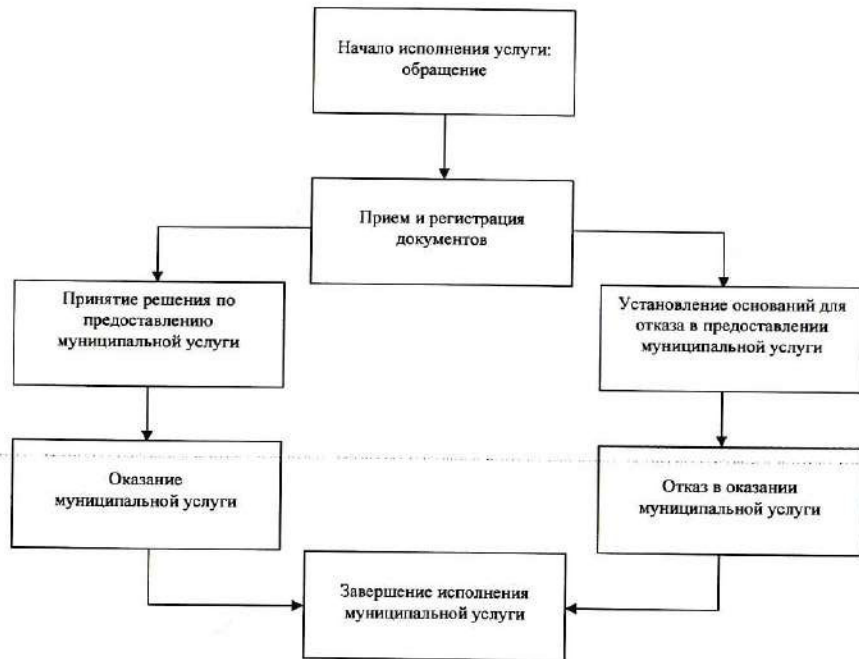 Начало исполнения услуги:
обращение
Прием и регистрация
документов
Принятие решения по
предоставлению
муниципальной услуги
Установление оснований для
отказа в предоставлении
муниципальной услуги
Оказание
муниципальной услуги
Отказ в оказании
муниципальной услуги
Завершение исполнения
муниципальной услуги